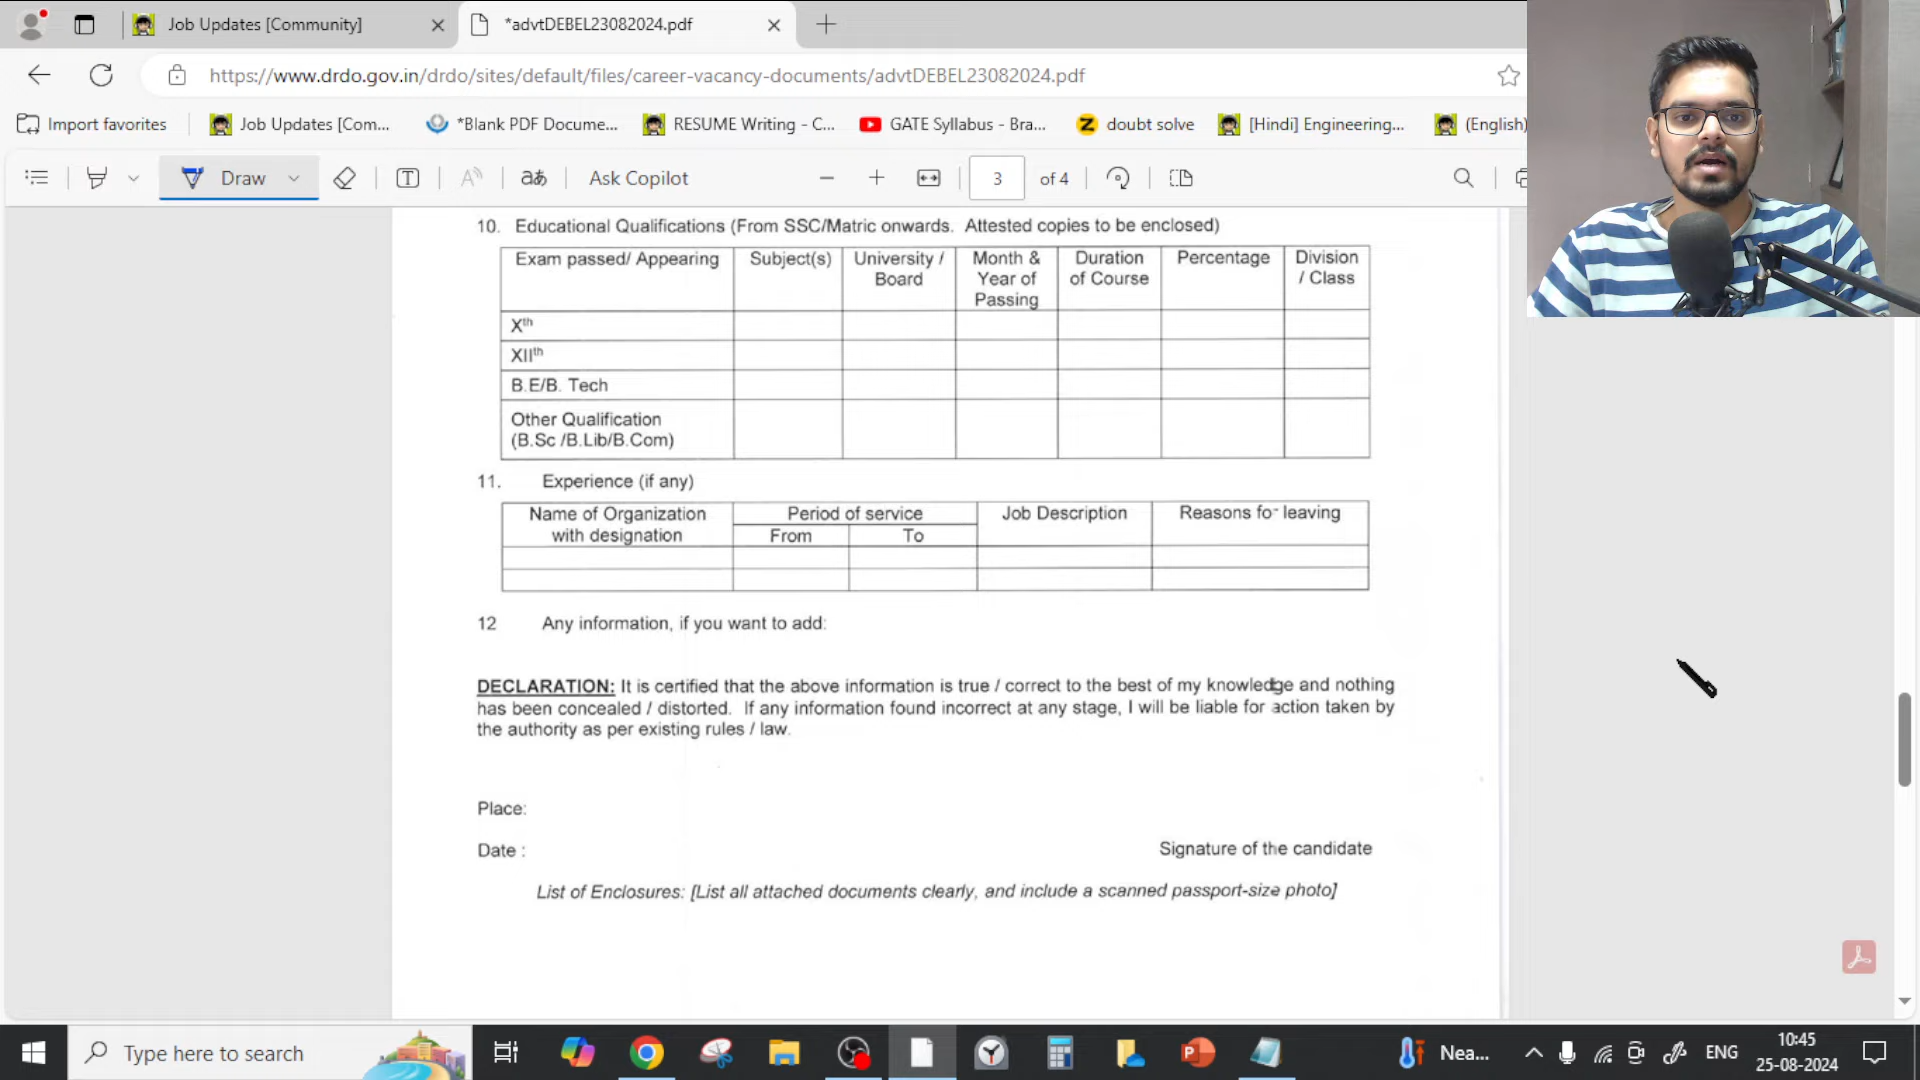 Job Updates [Community]
*advtDEBEL23082024.pdf
https://www.drdo.gov.in/drdo/sites/default/files/career-vacancy-documents/advtDEBEL23082024.pdf
Import favorites
Job Updates [Com...
*Blank PDF Docume...
RESUME Writing - C...
GATE Syllabus - Bra...
doubt solve
[Hindi] Engineering...
(English)
Draw
Ask Copilot
3 of 4
10. Educational Qualifications (From SSC/Matric onwards. Attested copies to be enclosed)
Exam passed/ Appearing Subject(s) University / Board Month & Year of Passing Duration of Course Percentage Division / Class
Xth
XIIth
B.E/B. Tech
Other Qualification
(B.Sc /B.Lib/B.Com)
11. Experience (if any)
Name of Organization with designation Period of service Job Description Reasons for leaving
From To
12 Any information, if you want to add:
DECLARATION: It is certified that the above information is true / correct to the best of my knowledge and nothing
has been concealed / distorted. If any information found incorrect at any stage, I will be liable for action taken by
the authority as per existing rules / law.
Place:
Date : Signature of the candidate
List of Enclosures: [List all attached documents clearly, and include a scanned passport-size photo]
Type here to search
Nea...
ENG
10:45
25-08-2024